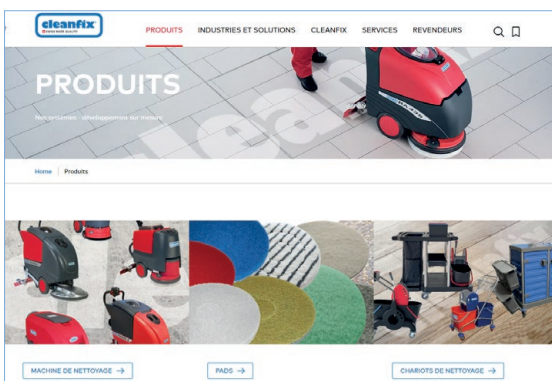 cleanfix
PRODUITS
INDUSTRIES ET SOLUTIONS
CLEANFIX
SERVICES
REVENDEURS
PRODUITS
Home
Produits
MACHINE DE NETTOYAGE →
PADS →
CHARIOTS DE NETTOYAGE →